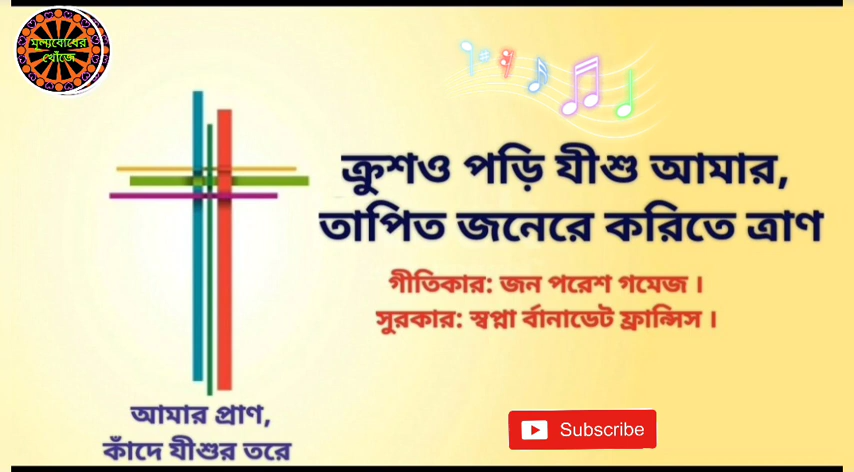 মূল্যবোধের
খোঁজে
ক্রুশও পড়ি যীশু আমার,
তাপিত জনেরে করিতে ত্রাণ
গীতিকার: জন পরেশ গমেজ।
সুরকার: স্বপ্না র্বানাডেট ফ্রান্সিস।
আমার প্রাণ,
কাঁদে যীশুর তরে
Subscribe